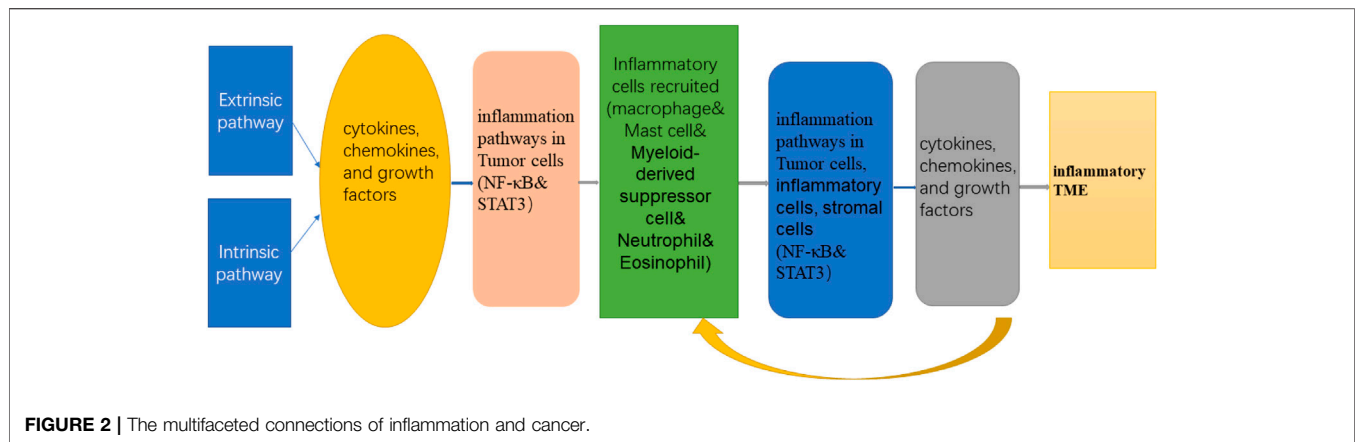 Extrinsic
pathway
Intrinsic
pathway
cytokines,
chemokines,
and growth
factors
inflammation
pathways in
Tumor cells
(NF-κB&
STAT3)
Inflammatory
cells recruited
(macrophage&
Mast cell&
Myeloid-
derived
suppressor
cell&
Neutrophil&
Eosinophil)
inflammation
pathways in
Tumor cells,
inflammatory
cells, stromal
cells
(NF-κB&
STAT3)
cytokines,
chemokines,
and growth
factors
inflammatory
TME
FIGURE 2 | The multifaceted connections of inflammation and cancer.